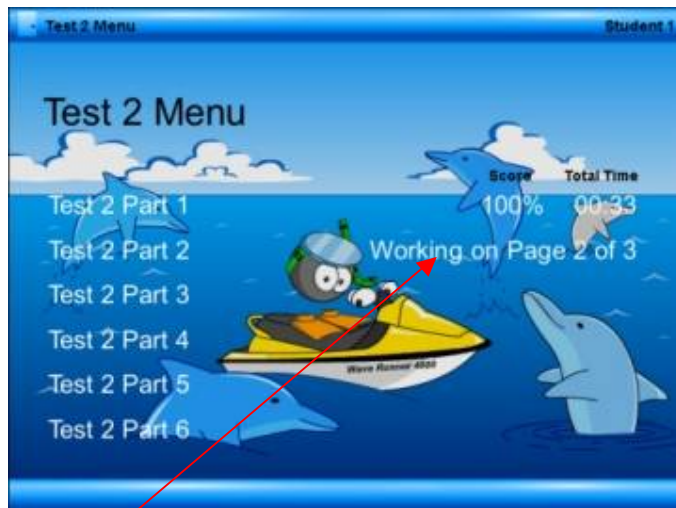 Test 2 Menu Student 1
Test 2 Menu
Score Total Time
Test 2 Part 1 100% 00:33
Test 2 Part 2 Working on Page 2 of 3
Test 2 Part 3
Test 2 Part 4
Wave Runner 4000
Test 2 Part 5
Test 2 Part 6